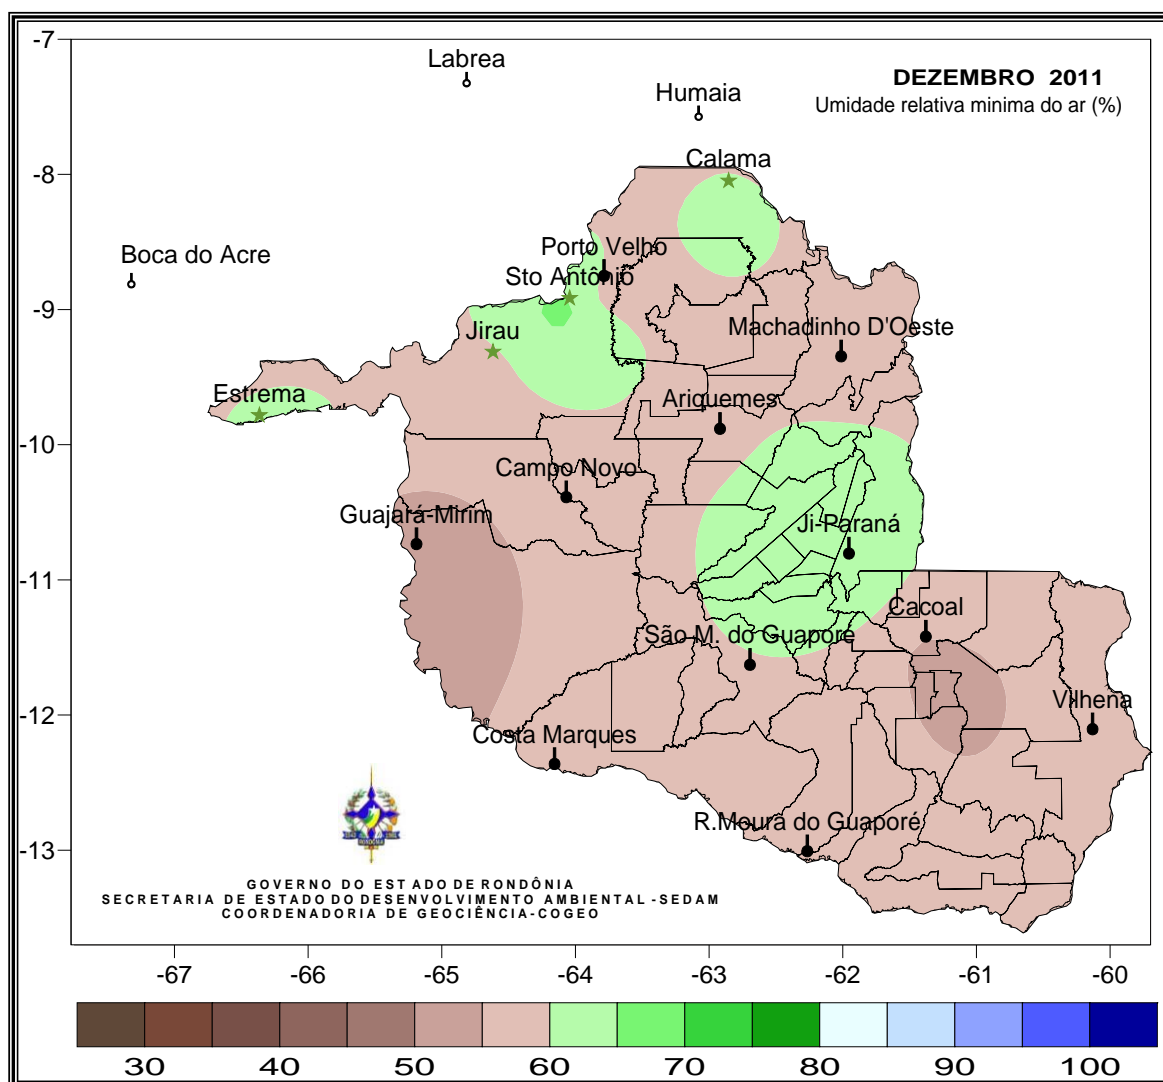 -7
Labrea
DEZEMBRO 2011
Humaia
Umidade relativa minima do ar (%)
Calama
-8
Porto Velho
Boca do Acre
Sto Antônio
-9
Machadinho D'Oeste
Jirau
Estrema
Ariquemes
-10
Campo Novo
Guajará-Mirim
Ji-Paraná
-11
Cacoal
São M. do Guaporé
Vilhena
-12
Costa Marques
R.Moura do Guaporé
-13
GOVERNO DO ESTADO DE RONDÔNIA
SECRETARIA DE ESTADO DO DESENVOLVIMENTO AMBIENTAL -SEDAM
COORDENADORIA DE GEOCIÊNCIA-COGEO
-67 -66 -65 -64 -63 -62 -61 -60
30 40 50 60 70 80 90 100